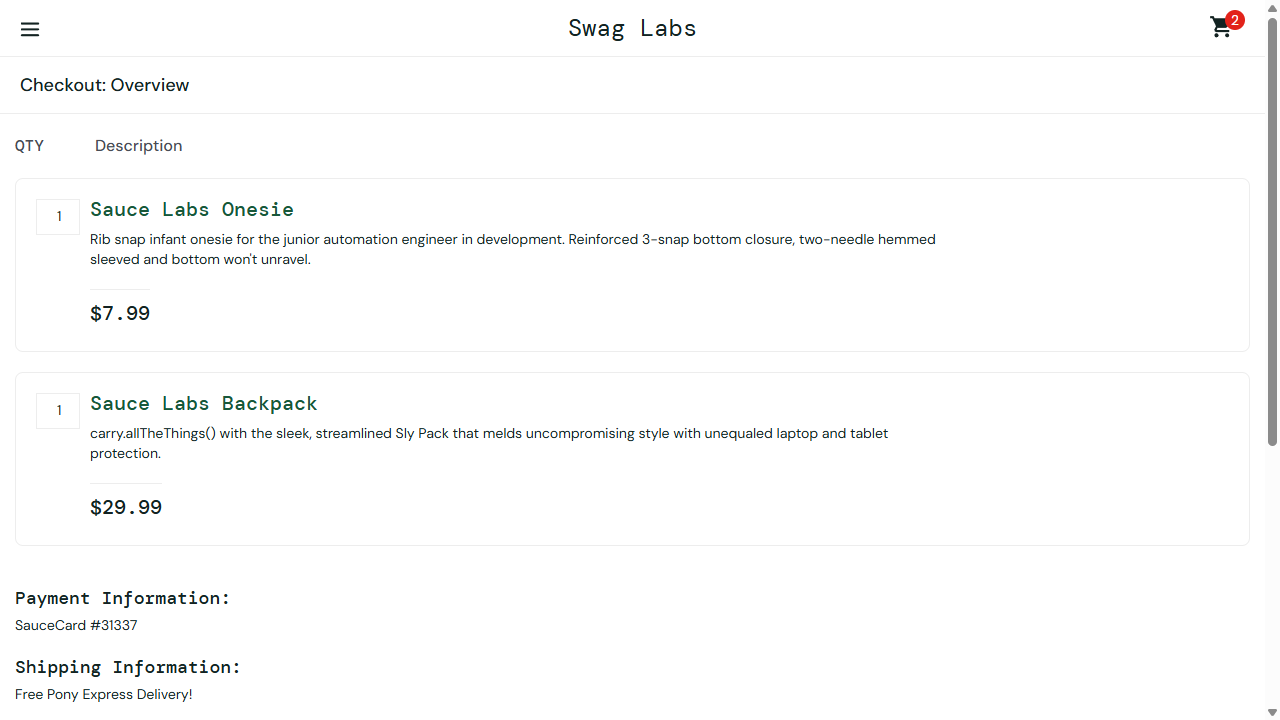 Swag Labs
2
Checkout: Overview
QTY Description
1
Sauce Labs Onesie
Rib snap infant onesie for the junior automation engineer in development. Reinforced 3-snap bottom closure, two-needle hemmed
sleeved and bottom won't unravel.
$7.99
1
Sauce Labs Backpack
carry.allTheThings() with the sleek, streamlined Sly Pack that melds uncompromising style with unequaled laptop and tablet
protection.
$29.99
Payment Information:
SauceCard #31337
Shipping Information:
Free Pony Express Delivery!